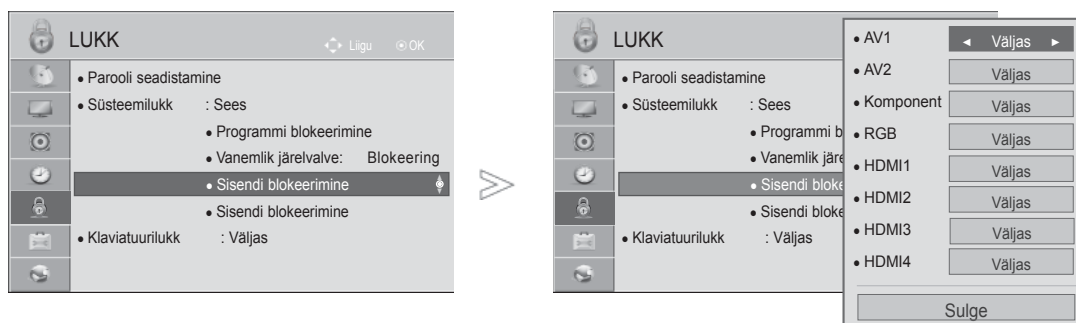 LUKK
Liigu
OK
• Parooli seadistamine
• Süsteemilukk : Sees
• Programmi blokeerimine
• Vanemlik järelvalve: Blokeering
• Sisendi blokeerimine
• Sisendi blokeerimine
• Klaviatuurilukk : Väljas
LUKK
• Parooli seadistamine
• Süsteemilukk : Sees
• Programmi b
• Vanemlik järe
• Sisendi bloke
• Sisendi bloke
• Klaviatuurilukk : Väljas
• AV1 ◄ Väljas ►
• AV2 Väljas
• Komponent Väljas
• RGB Väljas
• HDMI1 Väljas
• HDMI2 Väljas
• HDMI3 Väljas
• HDMI4 Väljas
Sulge